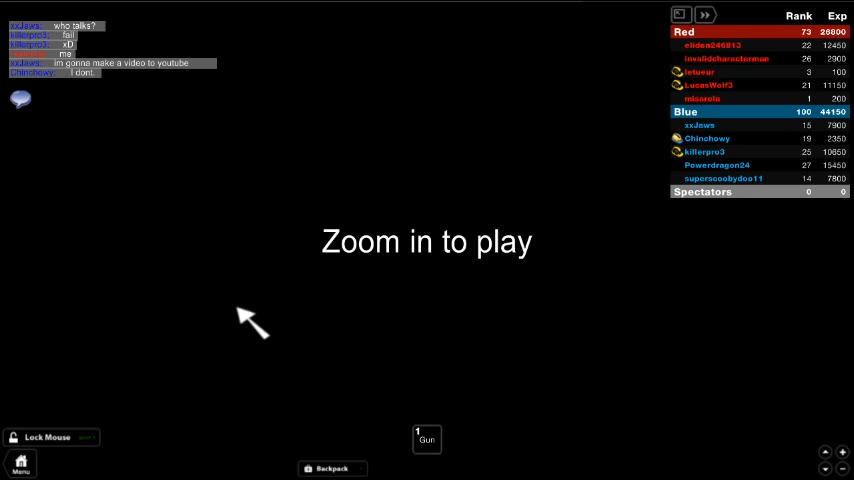 xxJaws: who talks?
killerpro3: fail
killerpro3: xD
me
xxJaws: im gonna make a video to youtube
Chinchowy: I dont.
Rank Exp
Red 73 26800
elidan246813 22 12450
invalidcharacterman 26 2900
letueur 3 100
LucasWolf3 21 11150
misarola 1 200
Blue 100 44150
xxJaws 15 7900
Chinchowy 19 2350
killerpro3 25 10650
Powerdragon24 27 15450
superscoobydoo11 14 7800
Spectators 0 0
Zoom in to play
1
Gun
Lock Mouse
Menu
Backpack